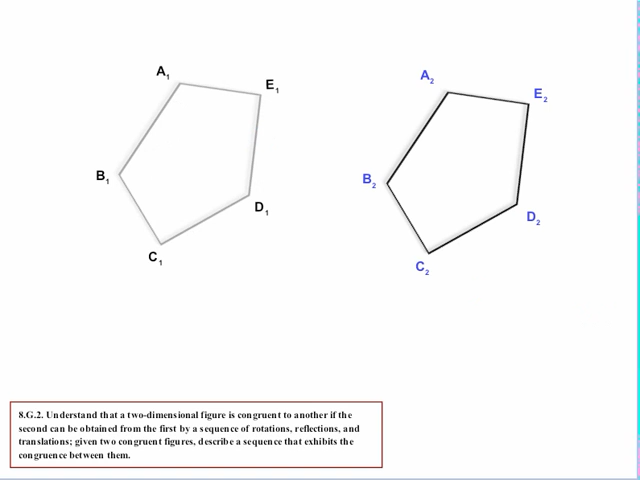 A1
E1
B1
D1
C1
A2
E2
B2
D2
C2
8.G.2. Understand that a two-dimensional figure is congruent to another if the
second can be obtained from the first by a sequence of rotations, reflections, and
translations; given two congruent figures, describe a sequence that exhibits the
congruence between them.